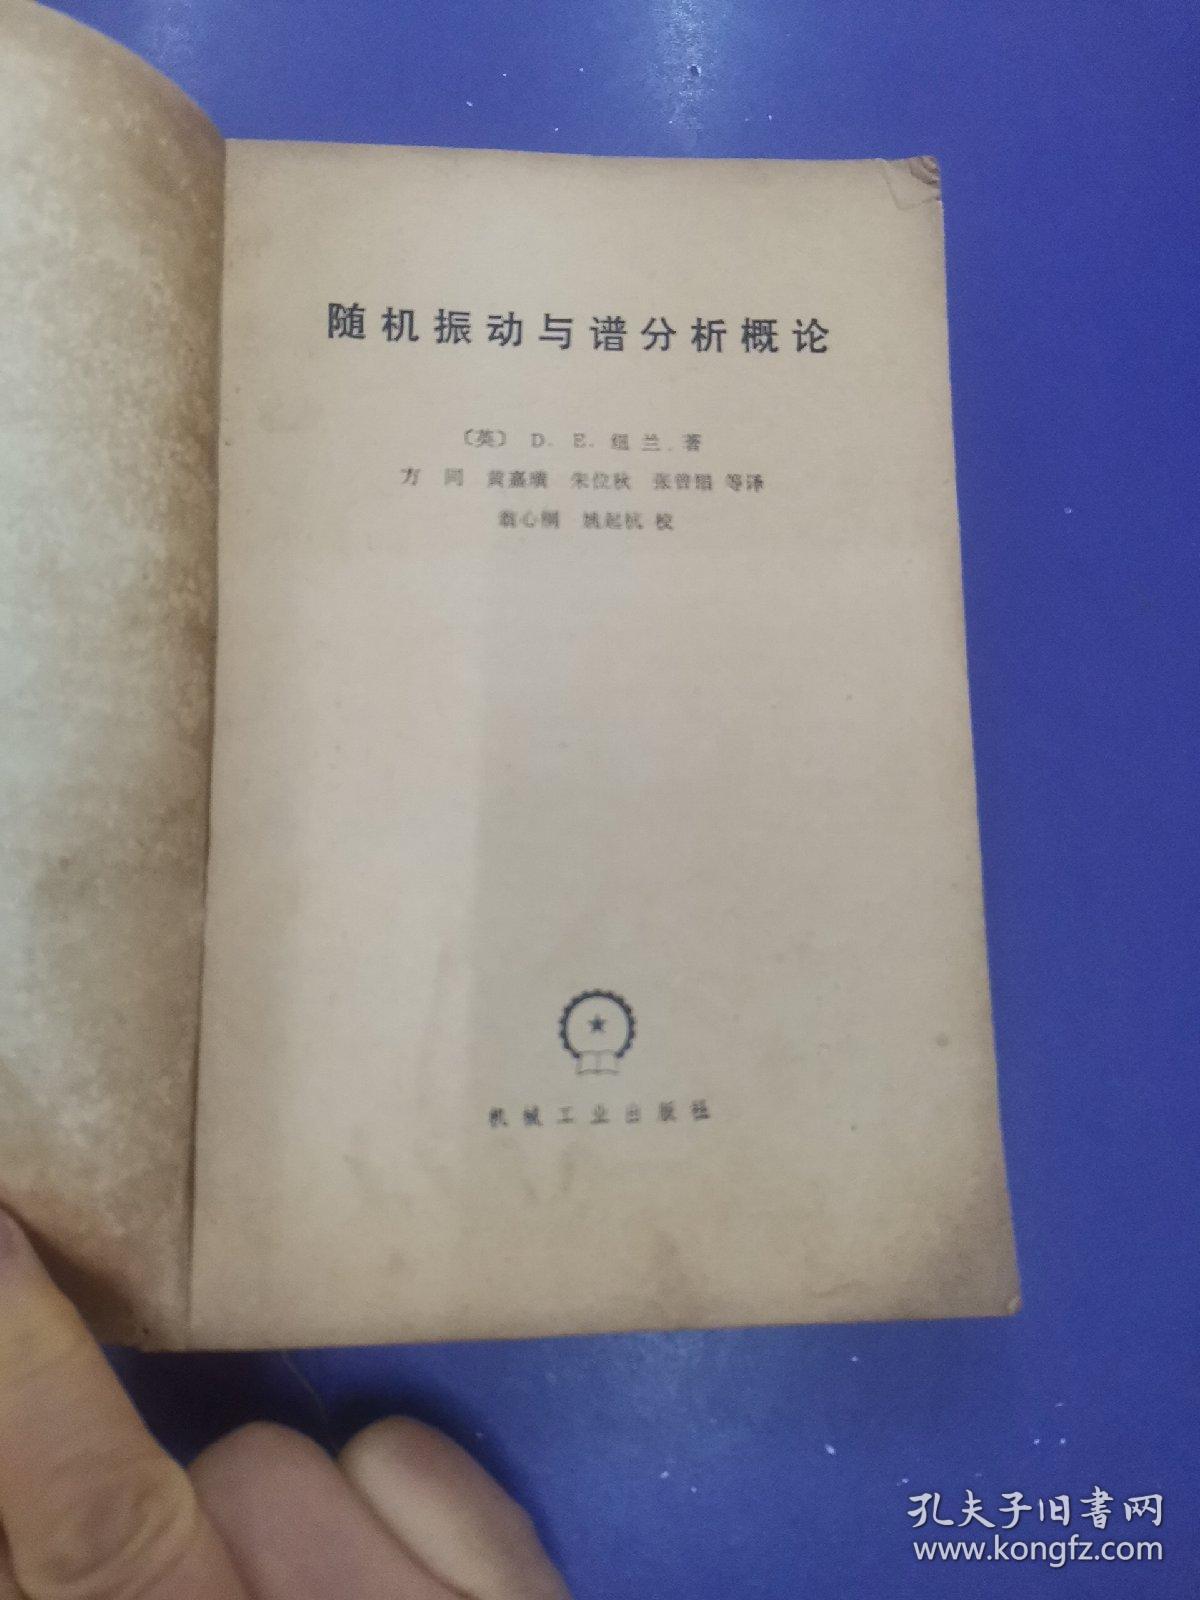 随机振动与谱分析概论
〔英〕 D. E. 纽兰 著
方 同 黄嘉璜 朱位秋 张曾锠 等译
翁心㭎 姚起杭 校
机械工业出版社
孔夫子旧书网
www.kongfz.com